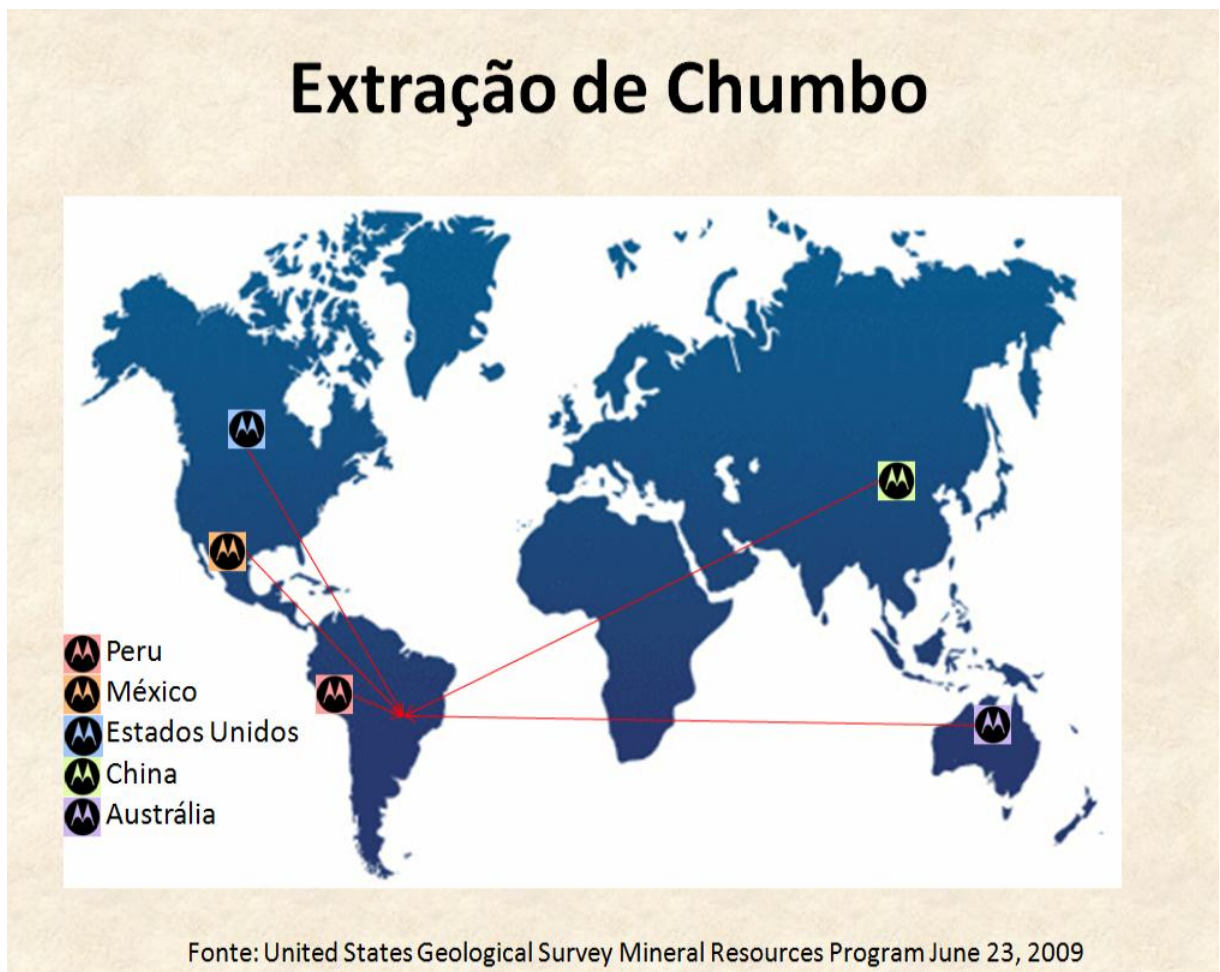 Extração de Chumbo
Peru
México
Estados Unidos
China
Austrália
Fonte: United States Geological Survey Mineral Resources Program June 23, 2009